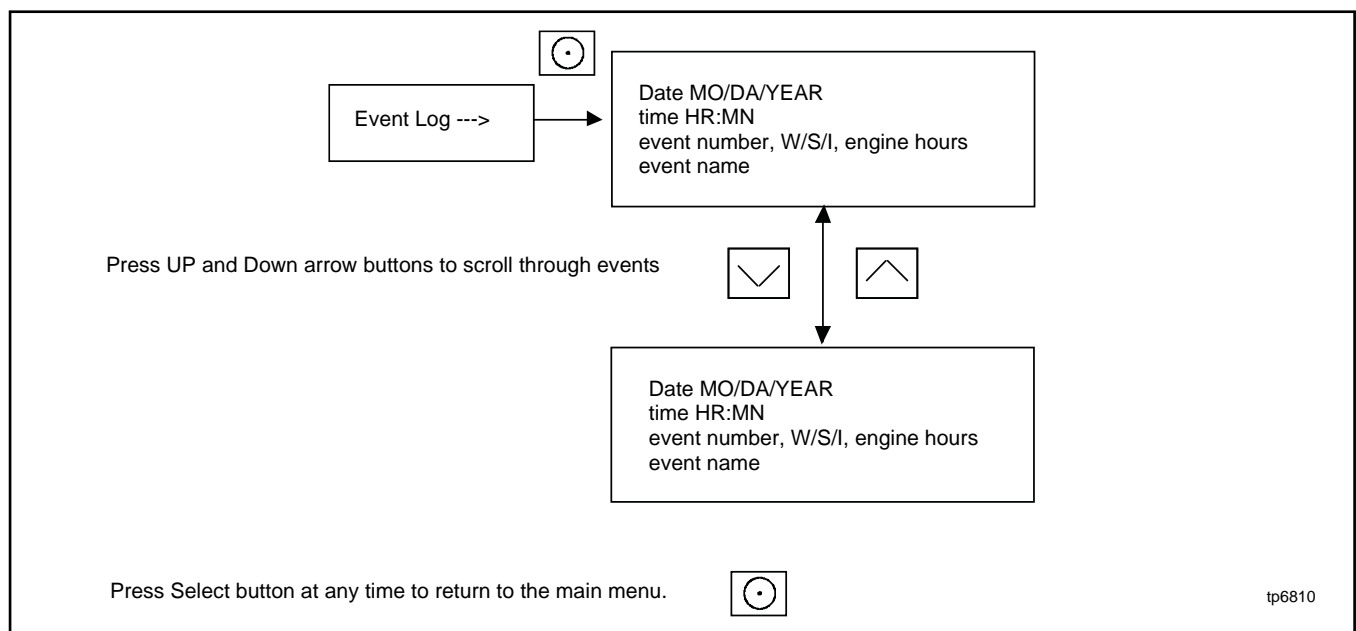 Event Log --->
Date MO/DA/YEAR
time HR:MN
event number, W/S/I, engine hours
event name
Press UP and Down arrow buttons to scroll through events
Date MO/DA/YEAR
time HR:MN
event number, W/S/I, engine hours
event name
Press Select button at any time to return to the main menu.
tp6810